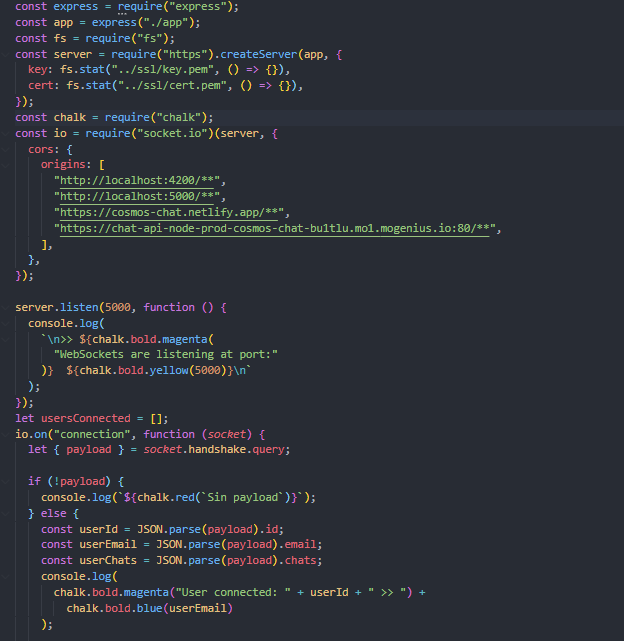 const express = require("express");
const app = express("./app");
const fs = require("fs");
const server = require("https").createServer(app, {
  key: fs.stat("../ssl/key.pem", () => {}),
  cert: fs.stat("../ssl/cert.pem", () => {}),
});
const chalk = require("chalk");
const io = require("socket.io")(server, {
  cors: {
    origins: [
      "http://localhost:4200/**",
      "http://localhost:5000/**",
      "https://cosmos-chat.netlify.app/**",
      "https://chat-api-node-prod-cosmos-chat-bu1tlu.mo1.mogenius.io:80/**",
    ],
  },
});
server.listen(5000, function () {
  console.log(
    `\n>> ${chalk.bold.magenta(
      "WebSockets are listening at port:"
    )}  ${chalk.bold.yellow(5000)}\n`
  );
});
let usersConnected = [];
io.on("connection", function (socket) {
  let { payload } = socket.handshake.query;
  if (!payload) {
    console.log(`${chalk.red(`Sin payload`)}`);
  } else {
    const userId = JSON.parse(payload).id;
    const userEmail = JSON.parse(payload).email;
    const userChats = JSON.parse(payload).chats;
    console.log(
      chalk.bold.magenta("User connected: " + userId + " >> ") +
        chalk.bold.blue(userEmail)
    );